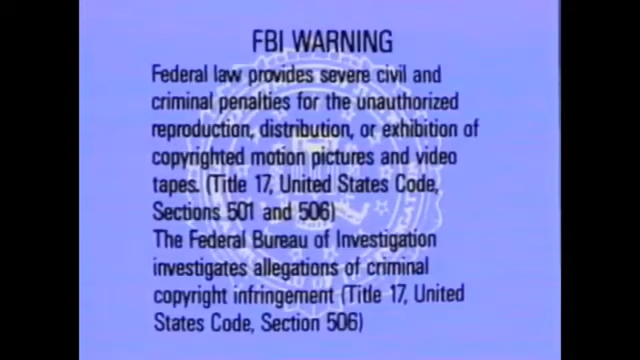 FBI WARNING
Federal law provides severe civil and
criminal penalties for the unauthorized
reproduction, distribution, or exhibition of
copyrighted motion pictures and video
tapes. (Title 17, United States Code,
Sections 501 and 506)
The Federal Bureau of Investigation
investigates allegations of criminal
copyright infringement (Title 17, United
States Code, Section 506)